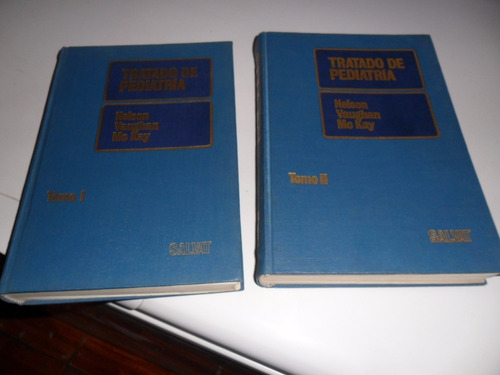 TRATADO DE
PEDIATRIA
Nelson
Vaughan
Mc Kay
Tomo I
SALVAT
TRATADO DE
PEDIATRIA
Nelson
Vaughan
Mc Kay
Tomo II
SALVAT